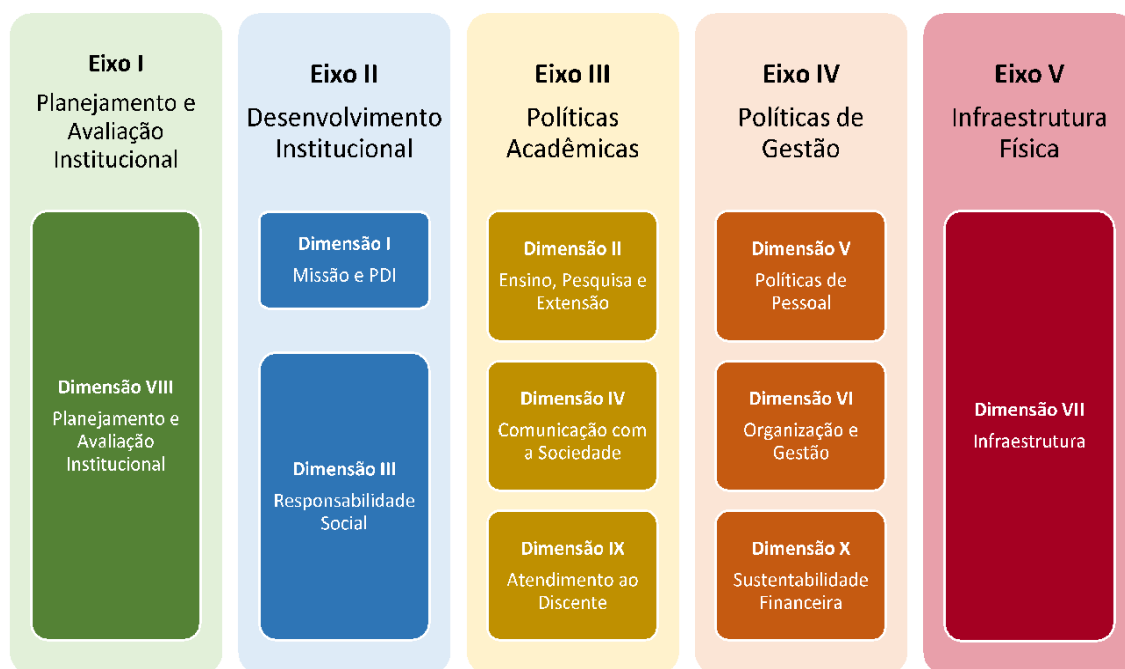 Eixo I
Planejamento e
Avaliação
Institucional
Dimensão VIII
Planejamento e
Avaliação
Institucional
Eixo II
Desenvolvimento
Institucional
Dimensão I
Missão e PDI
Dimensão III
Responsabilidade
Social
Eixo III
Políticas
Acadêmicas
Dimensão II
Ensino, Pesquisa e
Extensão
Dimensão IV
Comunicação com
a Sociedade
Dimensão IX
Atendimento ao
Discente
Eixo IV
Políticas de
Gestão
Dimensão V
Políticas de
Pessoal
Dimensão VI
Organização e
Gestão
Dimensão X
Sustentabilidade
Financeira
Eixo V
Infraestrutura
Física
Dimensão VII
Infraestrutura